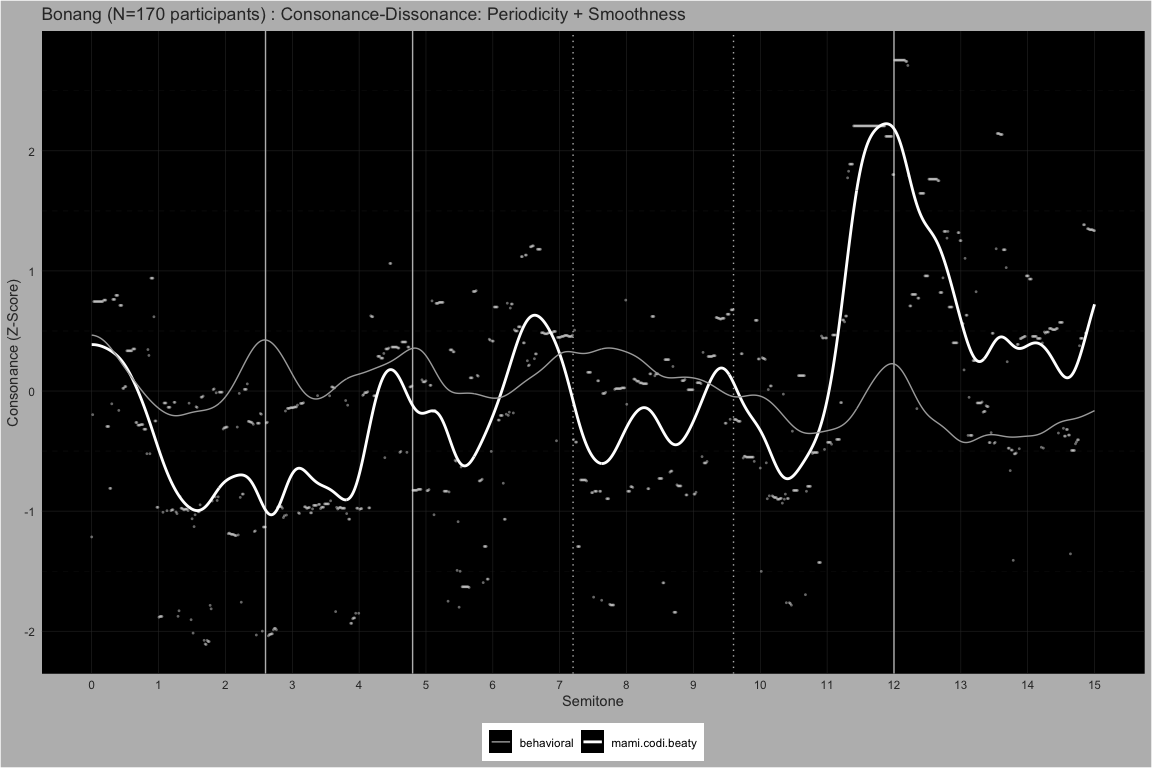 Bonang (N=170 participants) : Consonance-Dissonance: Periodicity + Smoothness
Consonance (Z-Score)
2
1
0
-1
-2
0 1 2 3 4 5 6 7 8 9 10 11 12 13 14 15
Semitone
behavioral mami.codi.beaty